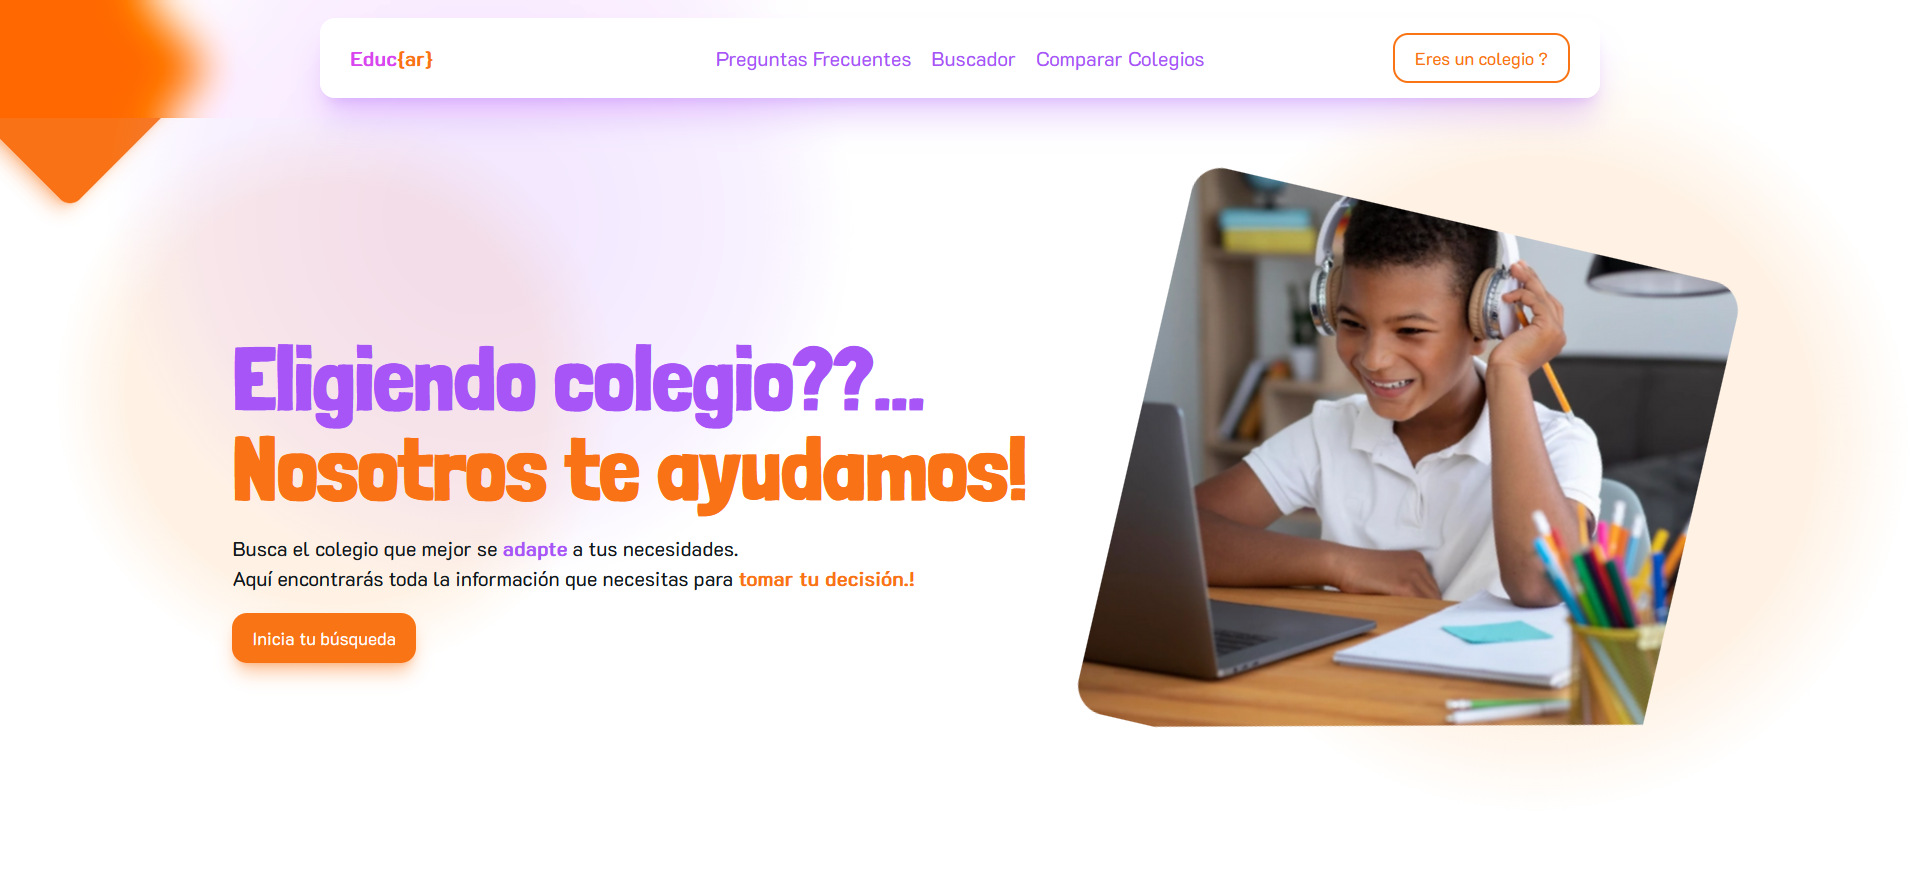 Educ{ar}
Preguntas Frecuentes
Buscador
Comparar Colegios
Eres un colegio ?
Eligiendo colegio??...
Nosotros te ayudamos!
Busca el colegio que mejor se adapte a tus necesidades.
Aquí encontrarás toda la información que necesitas para tomar tu decisión.!
Inicia tu búsqueda